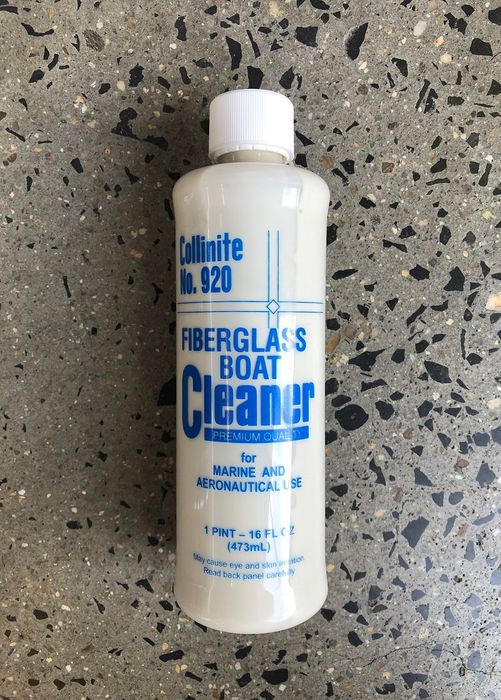 Collinite
No. 920
FIBERGLASS
BOAT
Cleaner
PREMIUM QUALITY
for
MARINE AND
AERONAUTICAL USE
1 PINT – 16 FL OZ
(473mL)
May cause eye and skin irritation.
Read back panel carefully.